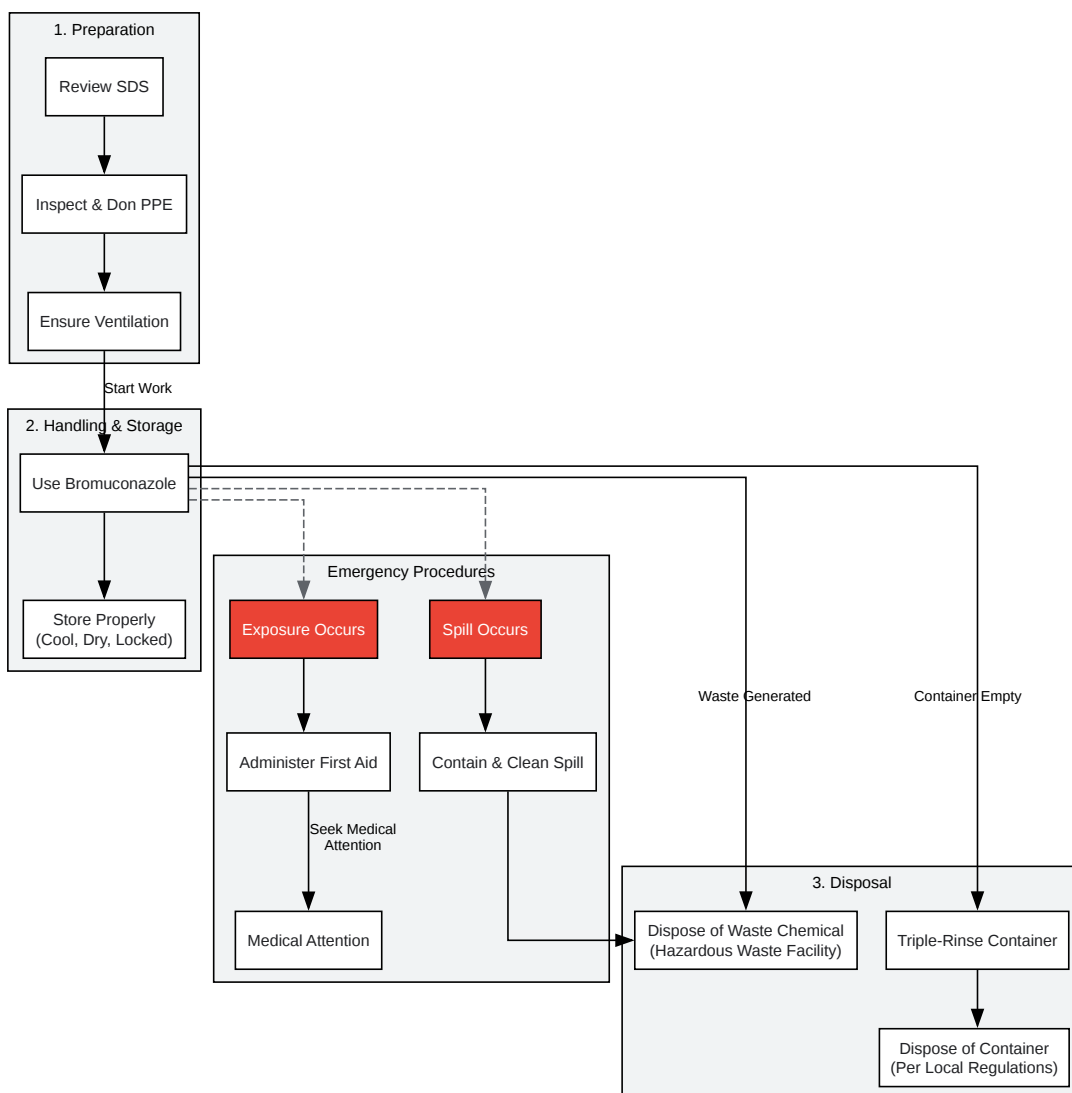 1. Preparation
Review SDS
Inspect & Don PPE
Ensure Ventilation
Start Work
2. Handling & Storage
Use Bromuconazole
Store Properly
(Cool, Dry, Locked)
Emergency Procedures
Exposure Occurs
Spill Occurs
Waste Generated
Container Empty
Administer First Aid
Contain & Clean Spill
Seek Medical
Attention
Medical Attention
3. Disposal
Dispose of Waste Chemical
(Hazardous Waste Facility)
Triple-Rinse Container
Dispose of Container
(Per Local Regulations)